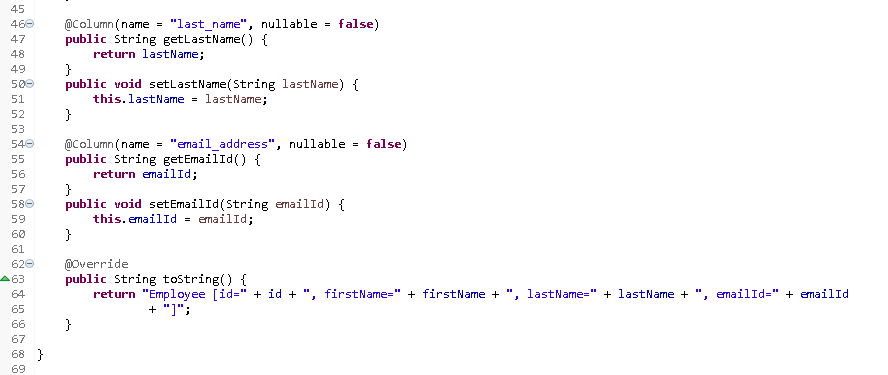 45
46 @Column(name = "last_name", nullable = false)
47 public String getLastName() {
48 return lastName;
49 }
50 public void setLastName(String lastName) {
51 this.lastName = lastName;
52 }
53
54 @Column(name = "email_address", nullable = false)
55 public String getEmailId() {
56 return emailId;
57 }
58 public void setEmailId(String emailId) {
59 this.emailId = emailId;
60 }
61
62 @Override
63 public String toString() {
64 return "Employee [id=" + id + ", firstName=" + firstName + ", lastName=" + lastName + ", emailId=" + emailId
65 + "]";
66 }
67
68 }
69